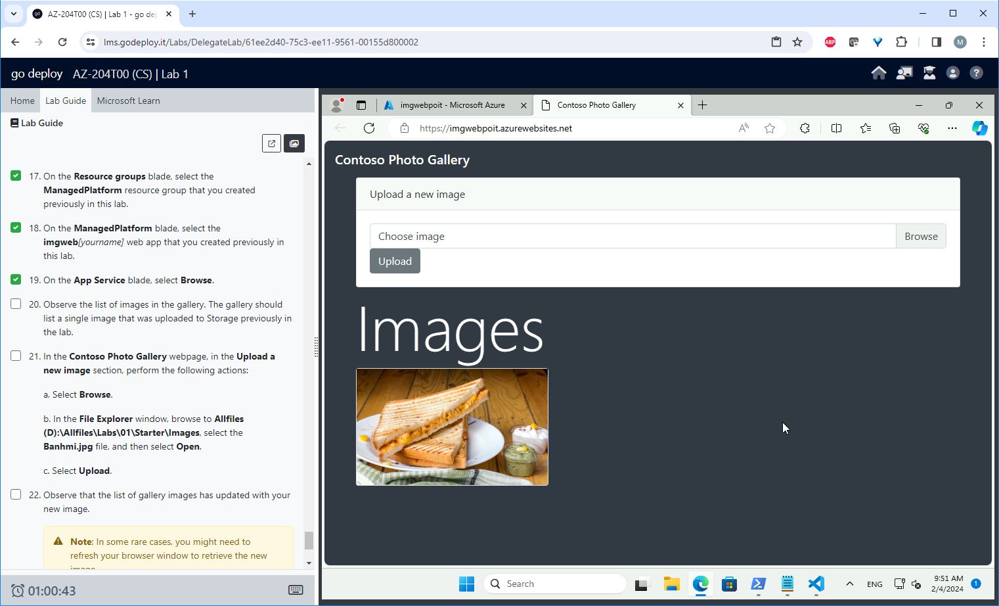 AZ-204T00 (CS) | Lab 1 - go de
lms.godeploy.it/Labs/DelegateLab/61ee2d40-75c3-ee11-9561-00155d800002
ABP
M
go deploy AZ-204T00 (CS) | Lab 1
Home Lab Guide Microsoft Learn
Lab Guide
17. On the Resource groups blade, select the
ManagedPlatform resource group that you created
previously in this lab.
18. On the ManagedPlatform blade, select the
imgweb[yourname] web app that you created previously in
this lab.
19. On the App Service blade, select Browse.
20. Observe the list of images in the gallery. The gallery should
list a single image that was uploaded to Storage previously in
the lab.
21. In the Contoso Photo Gallery webpage, in the Upload a
new image section, perform the following actions:
a. Select Browse.
b. In the File Explorer window, browse to Allfiles
(D):\Allfiles\Labs\01\Starter\Images, select the
Banhmi.jpg file, and then select Open.
c. Select Upload.
22. Observe that the list of gallery images has updated with your
new image.
Note: In some rare cases, you might need to
refresh your browser window to retrieve the new
image
01:00:43
imgwebpoit - Microsoft Azure
Contoso Photo Gallery
https://imgwebpoit.azurewebsites.net
Contoso Photo Gallery
Upload a new image
Choose image
Browse
Upload
Images
Search
ENG
9:51 AM
2/4/2024
1